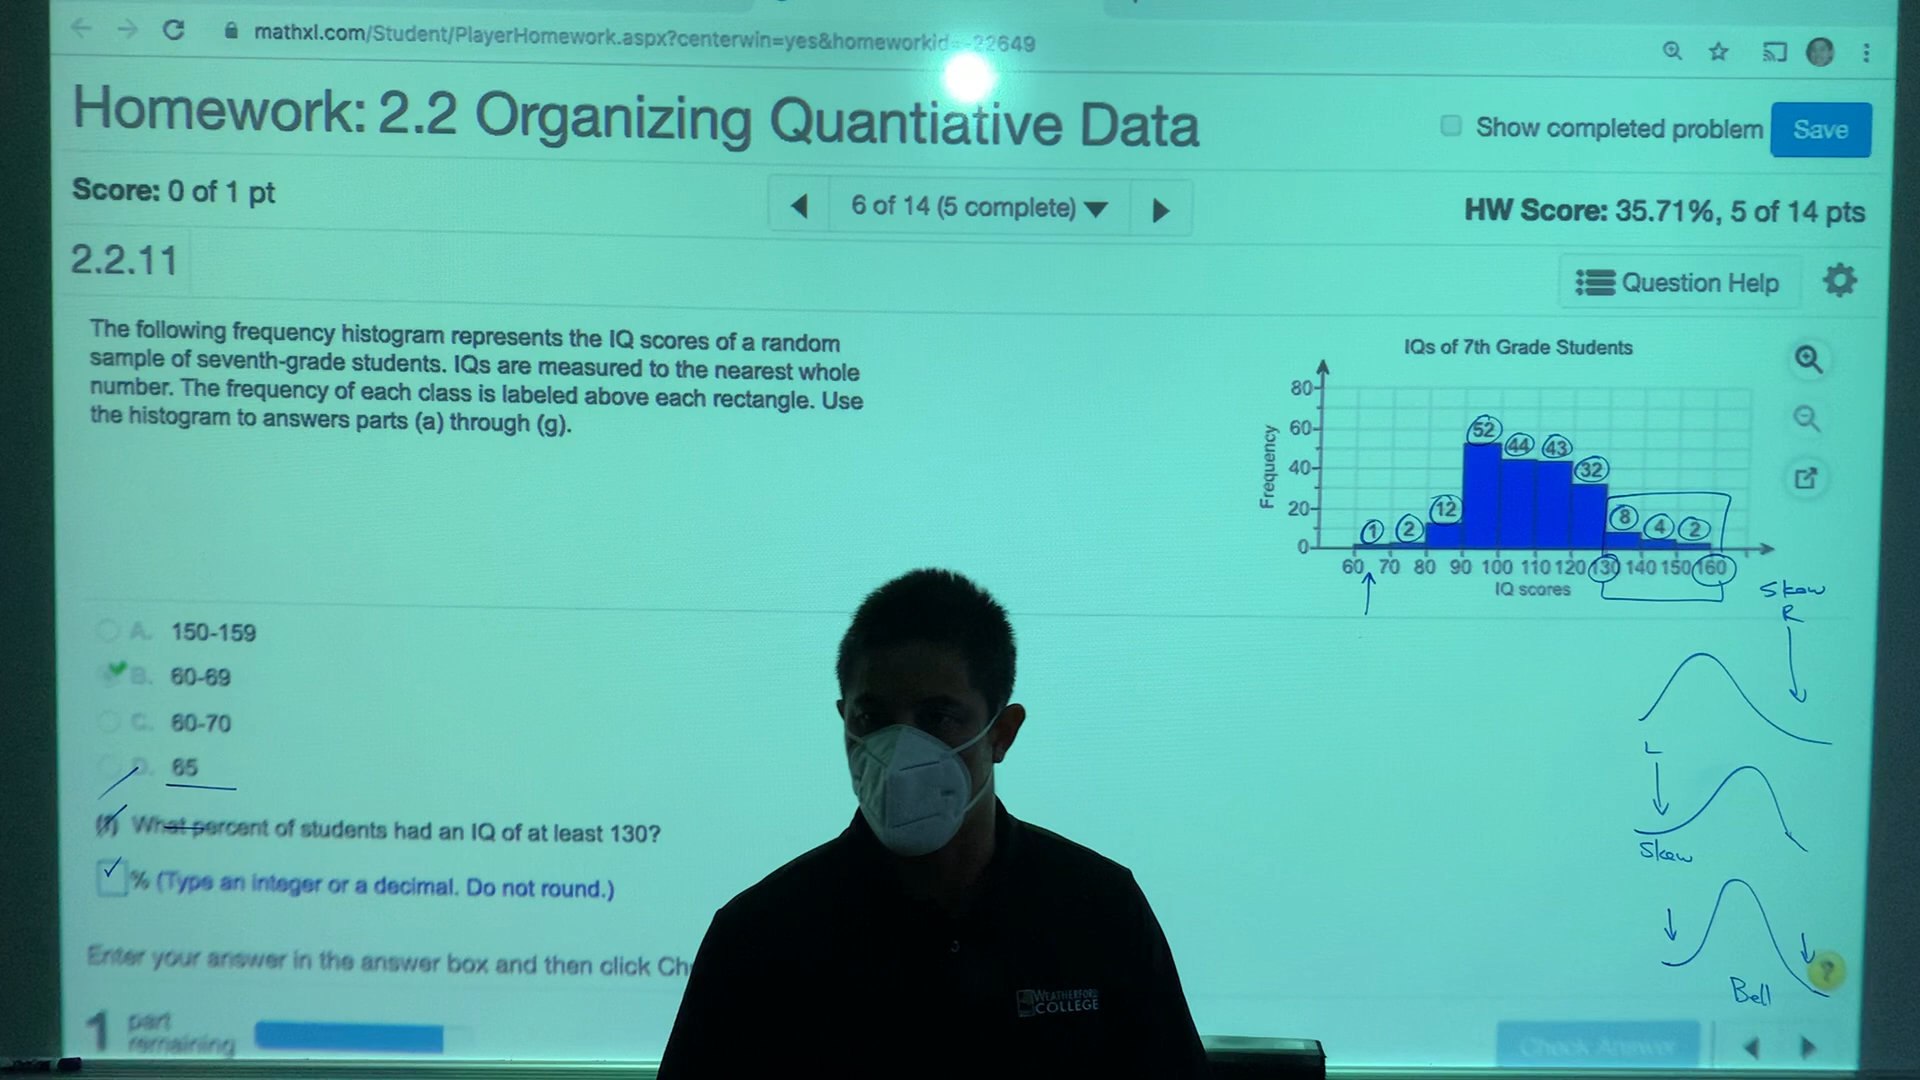 mathxl.com/Student/PlayerHomework.aspx?centerwin=yes&homeworkid= 22649
Homework: 2.2 Organizing Quantiative Data
Show completed problem
Save
Score: 0 of 1 pt
6 of 14 (5 complete)
HW Score: 35.71%, 5 of 14 pts
2.2.11
Question Help
The following frequency histogram represents the IQ scores of a random
sample of seventh-grade students. IQs are measured to the nearest whole
number. The frequency of each class is labeled above each rectangle. Use
the histogram to answers parts (a) through (g).
IQs of 7th Grade Students
80
60
40
20
0
Frequency
1 2 12 52 44 43 32 8 4 2
60 70 80 90 100 110 120 130 140 150 160
IQ scores
Skew
R
L
Skew
Bell
A. 150-159
B. 60-69
C. 60-70
D. 65
(f) What percent of students had an IQ of at least 130?
% (Type an integer or a decimal. Do not round.)
Enter your answer in the answer box and then click Ch
1 part
remaining
Check Answer
?
WEATHERFORD
COLLEGE